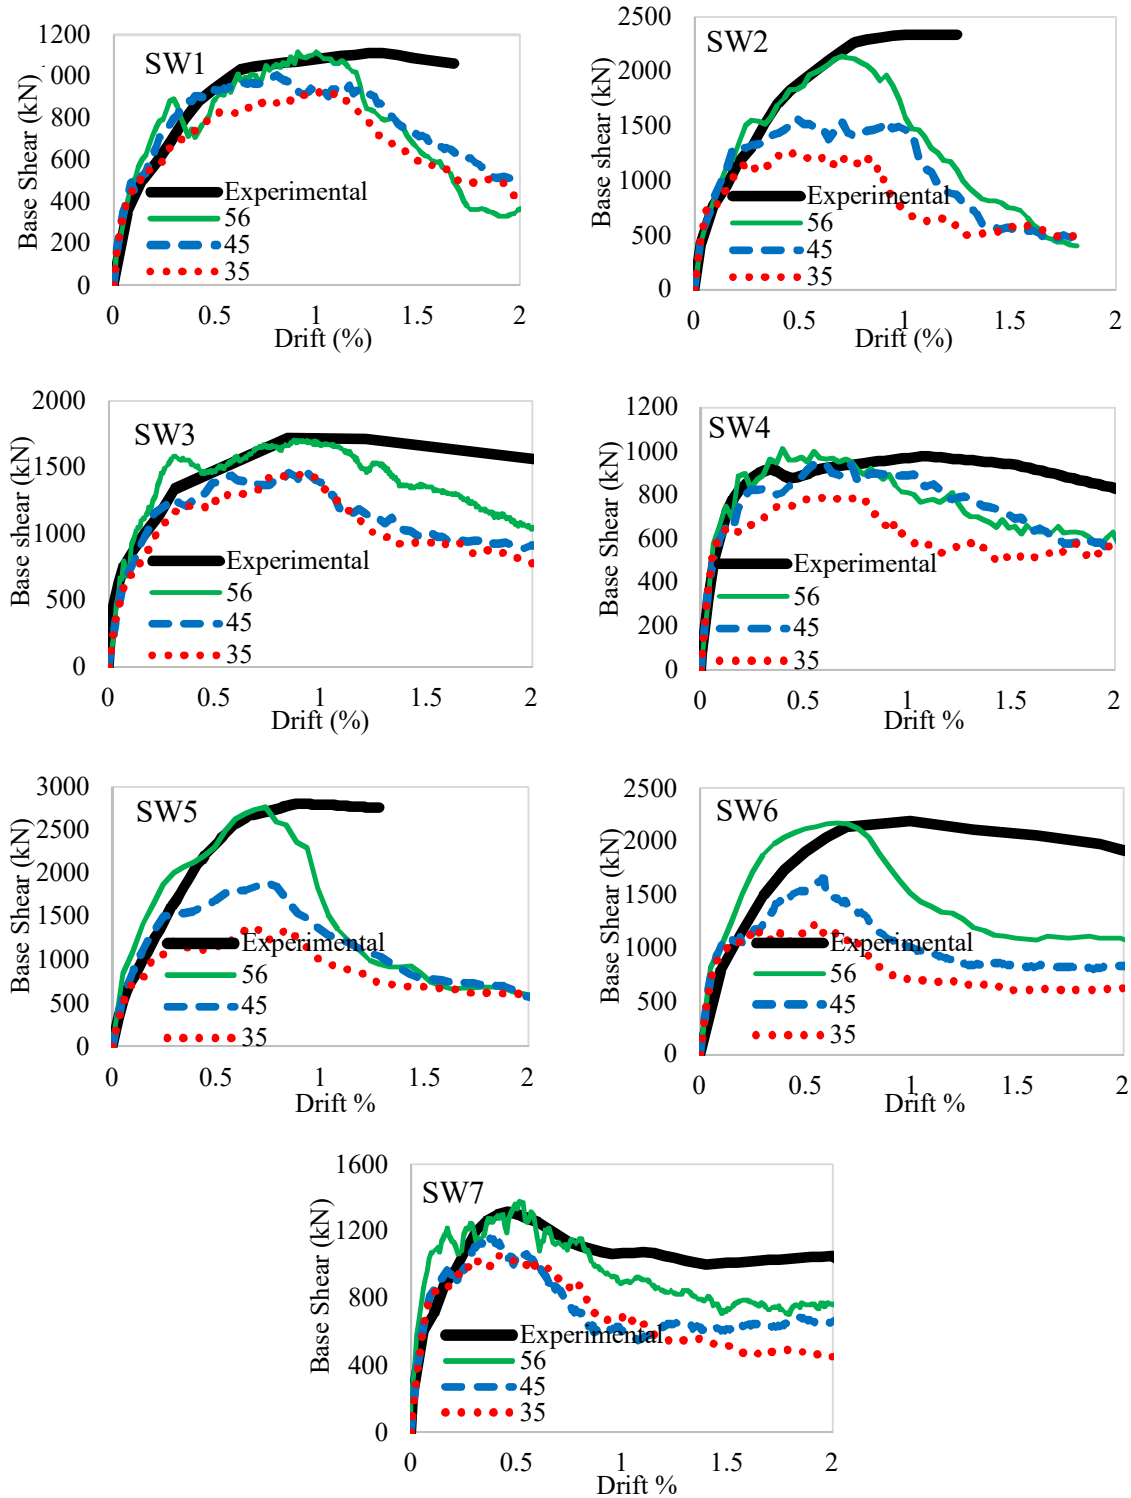 SW1
Base Shear (kN)
1200
1000
800
600
400
200
0
Experimental
56
45
35
0 0.5 1 1.5 2
Drift (%)
SW2
Base shear (kN)
2500
2000
1500
1000
500
0
Experimental
56
45
35
0 0.5 1 1.5 2
Drift (%)
SW3
Base shear (kN)
2000
1500
1000
500
0
Experimental
56
45
35
0 0.5 1 1.5 2
Drift (%)
SW4
Base Shear (kN)
1200
1000
800
600
400
200
0
Experimental
56
45
35
0 0.5 1 1.5 2
Drift %
SW5
Base Shear (kN)
3000
2500
2000
1500
1000
500
0
Experimental
56
45
35
0 0.5 1 1.5 2
Drift %
SW6
Base Shear (kN)
2500
2000
1500
1000
500
0
Experimental
56
45
35
0 0.5 1 1.5 2
Drift %
SW7
Base Shear (kN)
1600
1200
800
400
0
Experimental
56
45
35
0 0.5 1 1.5 2
Drift %